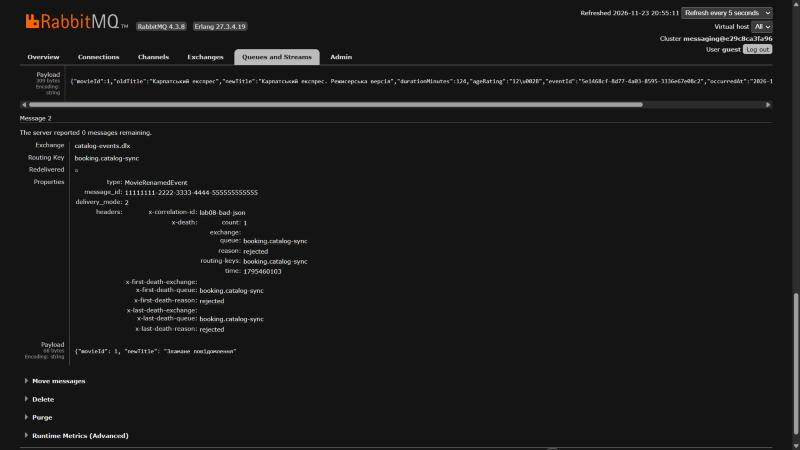 Refreshed 2026-11-23 20:55:11 Refresh every 5 seconds
RabbitMQ TM RabbitMQ 4.3.8 Erlang 27.3.4.19
Virtual host All
Cluster messaging@e29c8ca3fa96
User guest Log out
Overview Connections Channels Exchanges Queues and Streams Admin
Payload
309 bytes
Encoding: string
{"movieId":1,"oldTitle":"Карпатський експрес","newTitle":"Карпатський експрес. Режисерська версія","durationMinutes":124,"ageRating":"12\u002B","eventId":"5e1A68cf-8d77-4a03-8595-3336e67e08c2","occurredAt":"2026-1
Message 2
The server reported 0 messages remaining.
Exchange catalog-events.dlx
Routing Key booking.catalog-sync
Redelivered ○
Properties type: MovieRenamedEvent
message_id: 11111111-2222-3333-4444-555555555555
delivery_mode: 2
headers: x-correlation-id: lab08-bad-json
x-death: count: 1
exchange:
queue: booking.catalog-sync
reason: rejected
routing-keys: booking.catalog-sync
time: 1795460103
x-first-death-exchange:
x-first-death-queue: booking.catalog-sync
x-first-death-reason: rejected
x-last-death-exchange:
x-last-death-queue: booking.catalog-sync
x-last-death-reason: rejected
Payload
68 bytes
Encoding: string
{"movieId": 1, "newTitle": "Зламане повідомлення"
Move messages
Delete
Purge
Runtime Metrics (Advanced)